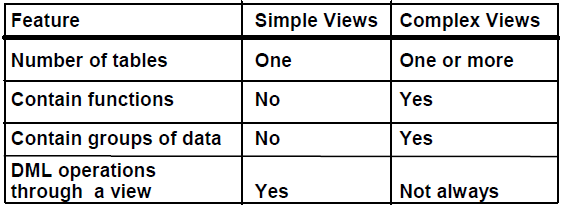 Feature Simple Views Complex Views
Number of tables One One or more
Contain functions No Yes
Contain groups of data No Yes
DML operations
through a view Yes Not always